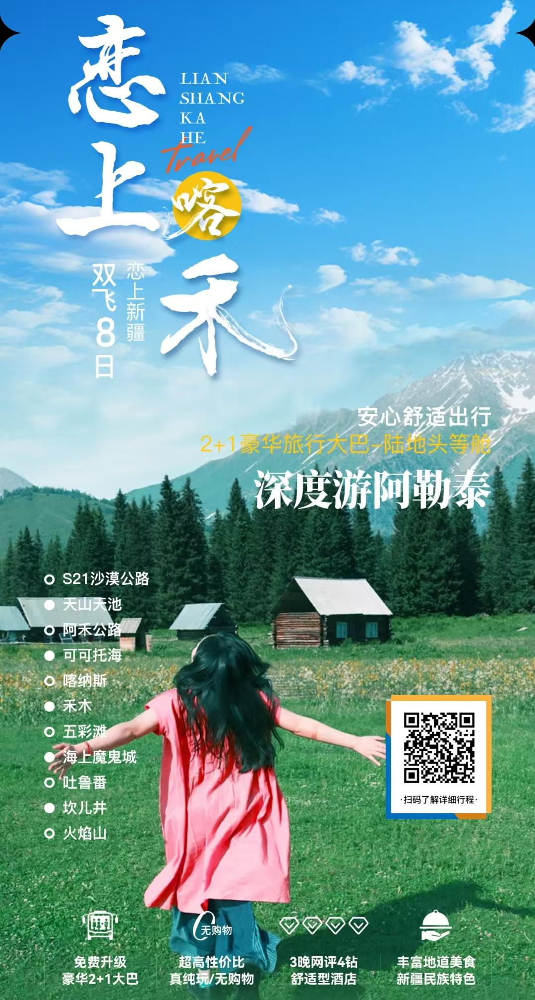 恋上
LIAN
SHANG
KA
HE
Travel
喀
禾
恋上新疆
双飞8日
安心舒适出行
2+1豪华旅行大巴-陆地头等舱
深度游阿勒泰
S21沙漠公路
天山天池
阿禾公路
可可托海
喀纳斯
禾木
五彩滩
海上魔鬼城
吐鲁番
坎儿井
火焰山
·扫码了解详细行程·
免费升级
豪华2+1大巴
0无购物
超高性价比
真纯玩/无购物
3晚网评4钻
舒适型酒店
丰富地道美食
新疆民族特色